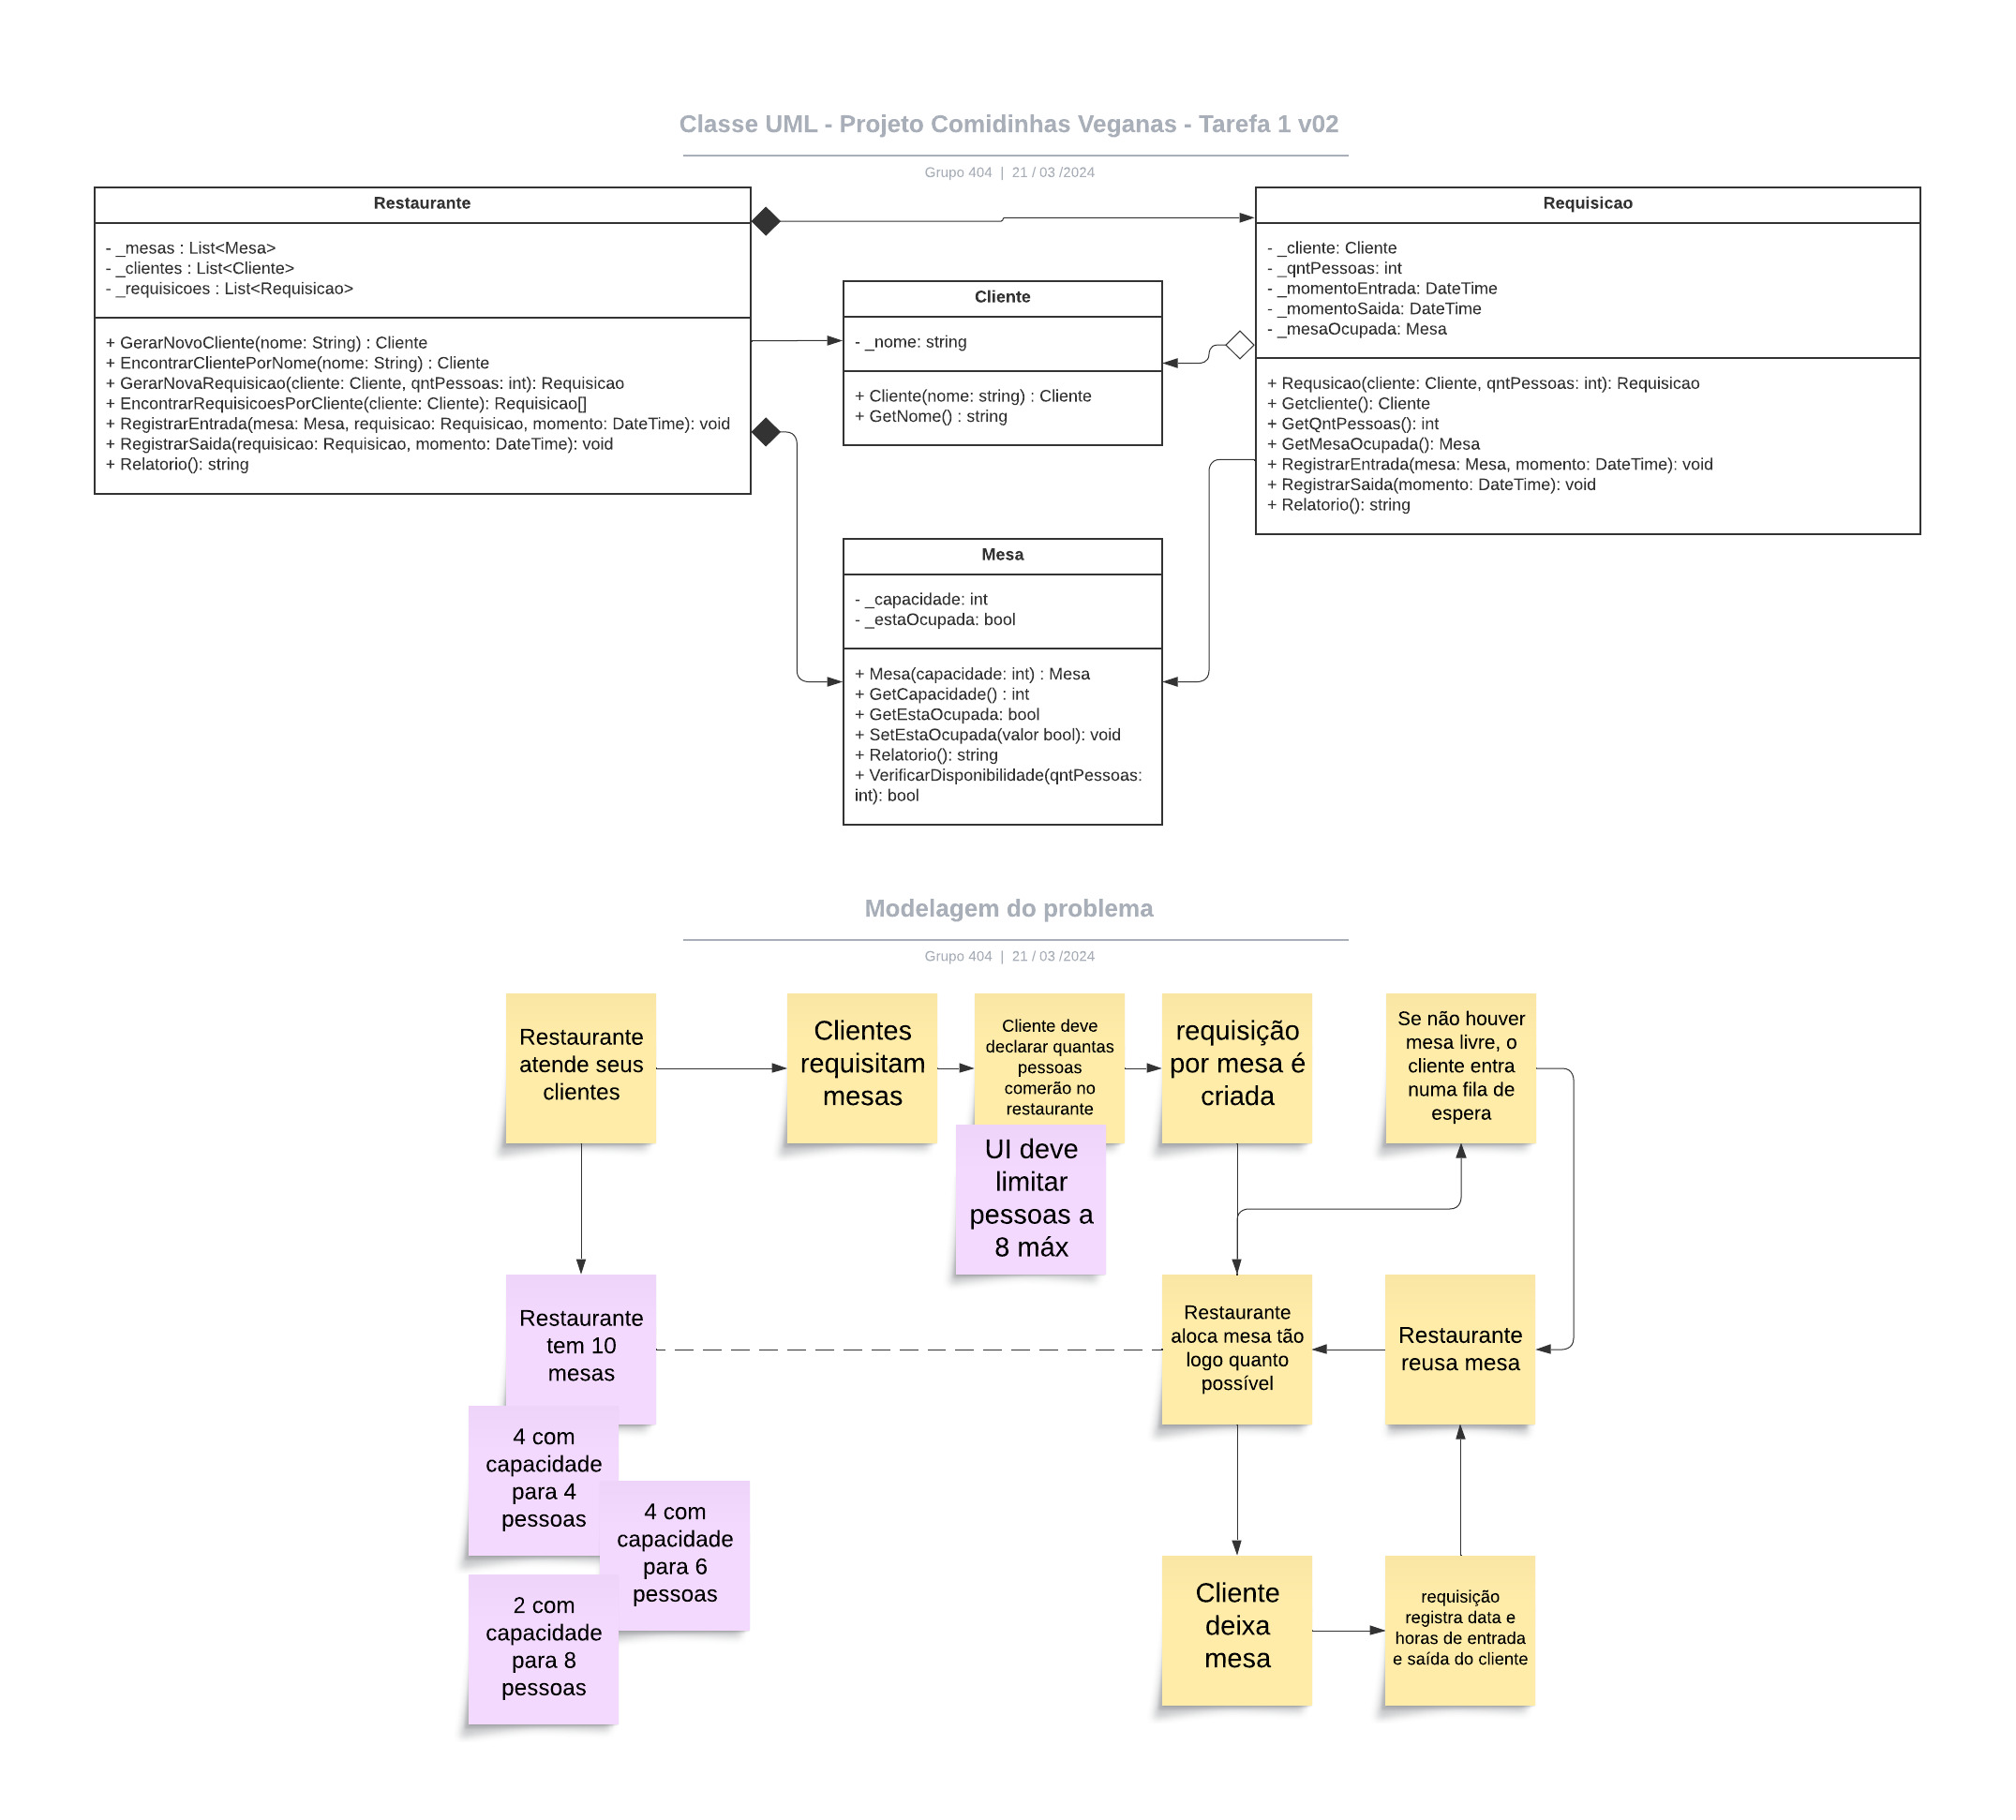 Classe UML - Projeto Comidinhas Veganas - Tarefa 1 v02
Grupo 404 | 21 / 03 /2024
Restaurante
- _mesas : List<Mesa>
- _clientes : List<Cliente>
- _requisicoes : List<Requisicao>
+ GerarNovoCliente(nome: String) : Cliente
+ EncontrarClientePorNome(nome: String) : Cliente
+ GerarNovaRequisicao(cliente: Cliente, qntPessoas: int): Requisicao
+ EncontrarRequisicoesPorCliente(cliente: Cliente): Requisicao[]
+ RegistrarEntrada(mesa: Mesa, requisicao: Requisicao, momento: DateTime): void
+ RegistrarSaida(requisicao: Requisicao, momento: DateTime): void
+ Relatorio(): string
Cliente
- _nome: string
+ Cliente(nome: string) : Cliente
+ GetNome() : string
Requisicao
- _cliente: Cliente
- _qntPessoas: int
- _momentoEntrada: DateTime
- _momentoSaida: DateTime
- _mesaOcupada: Mesa
+ Requsicao(cliente: Cliente, qntPessoas: int): Requisicao
+ Getcliente(): Cliente
+ GetQntPessoas(): int
+ GetMesaOcupada(): Mesa
+ RegistrarEntrada(mesa: Mesa, momento: DateTime): void
+ RegistrarSaida(momento: DateTime): void
+ Relatorio(): string
Mesa
- _capacidade: int
- _estaOcupada: bool
+ Mesa(capacidade: int) : Mesa
+ GetCapacidade() : int
+ GetEstaOcupada: bool
+ SetEstaOcupada(valor bool): void
+ Relatorio(): string
+ VerificarDisponibilidade(qntPessoas:
int): bool
Modelagem do problema
Grupo 404 | 21 / 03 /2024
Restaurante
atende seus
clientes
Clientes
requisitam
mesas
Cliente deve
declarar quantas
pessoas
comerão no
restaurante
UI deve
limitar
pessoas a
8 máx
requisição
por mesa é
criada
Se não houver
mesa livre, o
cliente entra
numa fila de
espera
Restaurante
tem 10
mesas
4 com
capacidade
para 4
pessoas
4 com
capacidade
para 6
pessoas
2 com
capacidade
para 8
pessoas
Restaurante
aloca mesa tão
logo quanto
possível
Restaurante
reusa mesa
Cliente
deixa
mesa
requisição
registra data e
horas de entrada
e saída do cliente